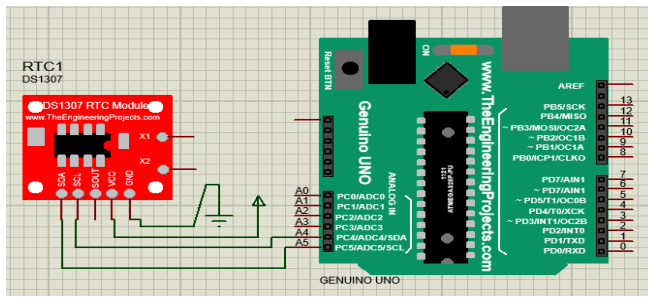 RTC1
DS1307
DS1307 RTC Module
www.TheEngineeringProjects.com
X1
X2
SDA
SCL
SOUT
VCC
GND
Reset BTN
ON
Genuino UNO
www.TheEngineeringProjects.com
ANALOG IN
1121
ATMEGA328P-PU
A0 PC0/ADC0
A1 PC1/ADC1
A2 PC2/ADC2
A3 PC3/ADC3
A4 PC4/ADC4/SDA
A5 PC5/ADC5/SCL
AREF
PB5/SCK 13
PB4/MISO 12
~ PB3/MOSI/OC2A 11
~ PB2/OC1B 10
~ PB1/OC1A 9
PB0/ICP1/CLKO 8
PD7/AIN1 7
~ PD7/AIN1 6
~ PD5/T1/OC0B 5
PD4/T0/XCK 4
~ PD3/INT1/OC2B 3
PD2/INT0 2
PD1/TXD 1
PD0/RXD 0
GENUINO UNO